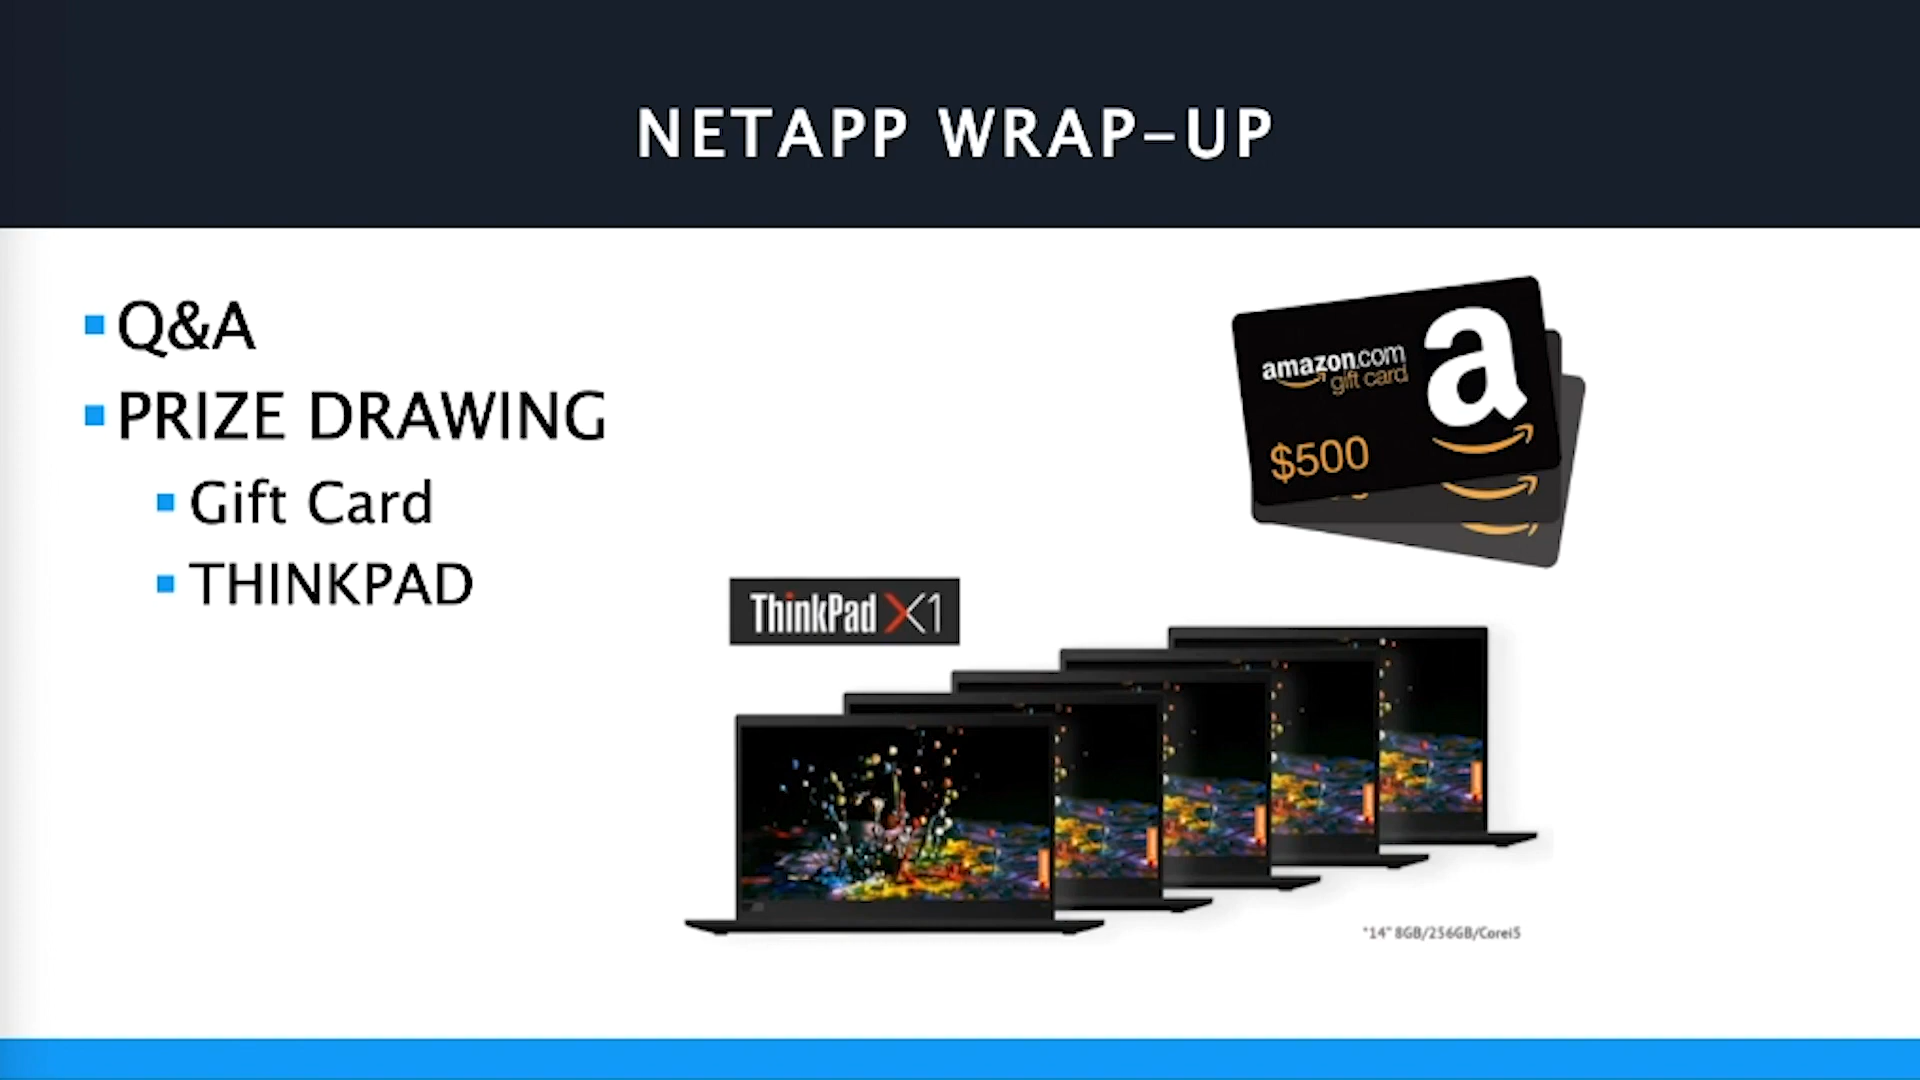 NETAPP WRAP-UP
Q&A
PRIZE DRAWING
Gift Card
THINKPAD
amazon.com
gift card
a
$500
ThinkPad X1
*14" 8GB/256GB/Corei5